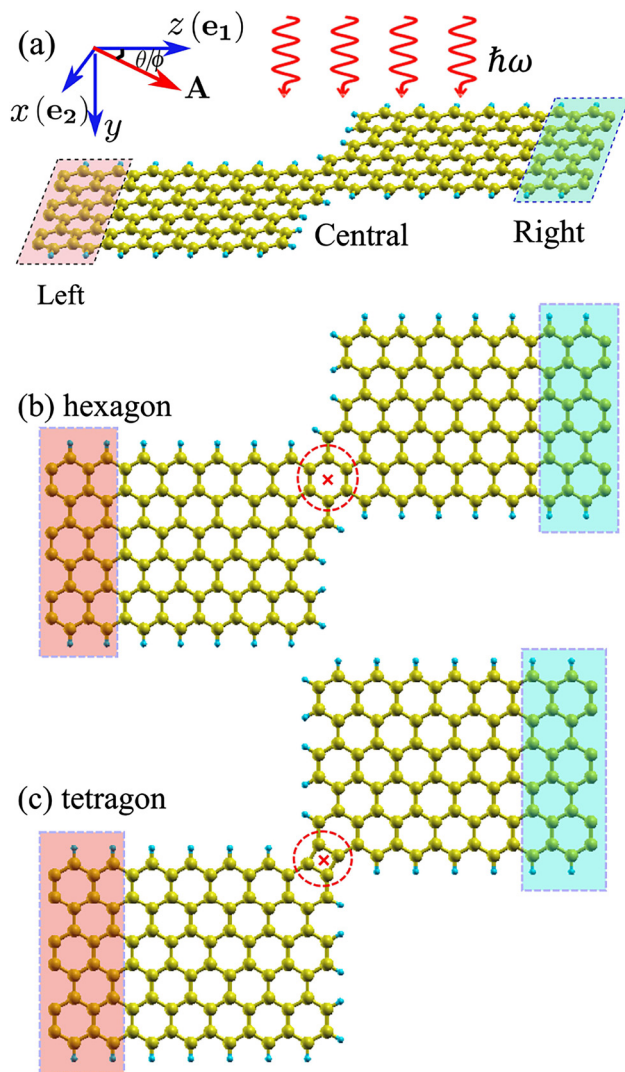 (a)
z (e₁)
θ/ϕ
A
x (e₂)
y
ħω
Central
Right
Left
(b) hexagon
×
(c) tetragon
×